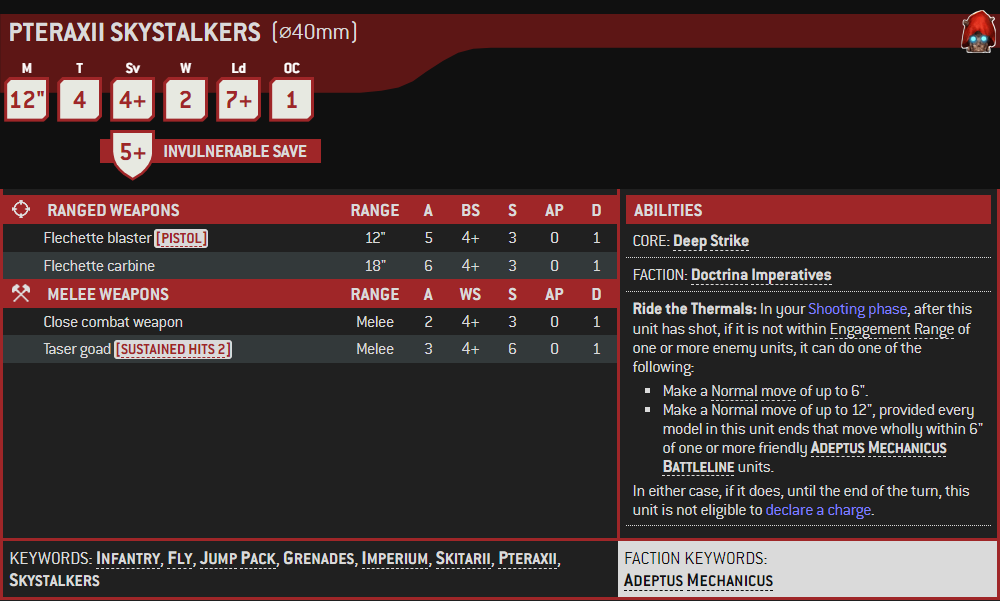 PTERAXII SKYSTALKERS (⌀40mm)
M T Sv W Ld OC
12" 4 4+ 2 7+ 1
5+ INVULNERABLE SAVE
RANGED WEAPONS RANGE A BS S AP D
Flechette blaster [PISTOL] 12" 5 4+ 3 0 1
Flechette carbine 18" 6 4+ 3 0 1
MELEE WEAPONS RANGE A WS S AP D
Close combat weapon Melee 2 4+ 3 0 1
Taser goad [SUSTAINED HITS 2] Melee 3 4+ 6 0 1
ABILITIES
CORE: Deep Strike
FACTION: Doctrina Imperatives
Ride the Thermals: In your Shooting phase, after this
unit has shot, if it is not within Engagement Range of
one or more enemy units, it can do one of the
following:
▪ Make a Normal move of up to 6".
▪ Make a Normal move of up to 12", provided every
model in this unit ends that move wholly within 6"
of one or more friendly ADEPTUS MECHANICUS
BATTLELINE units.
In either case, if it does, until the end of the turn, this
unit is not eligible to declare a charge.
KEYWORDS: INFANTRY, FLY, JUMP PACK, GRENADES, IMPERIUM, SKITARII, PTERAXII,
SKYSTALKERS
FACTION KEYWORDS:
ADEPTUS MECHANICUS